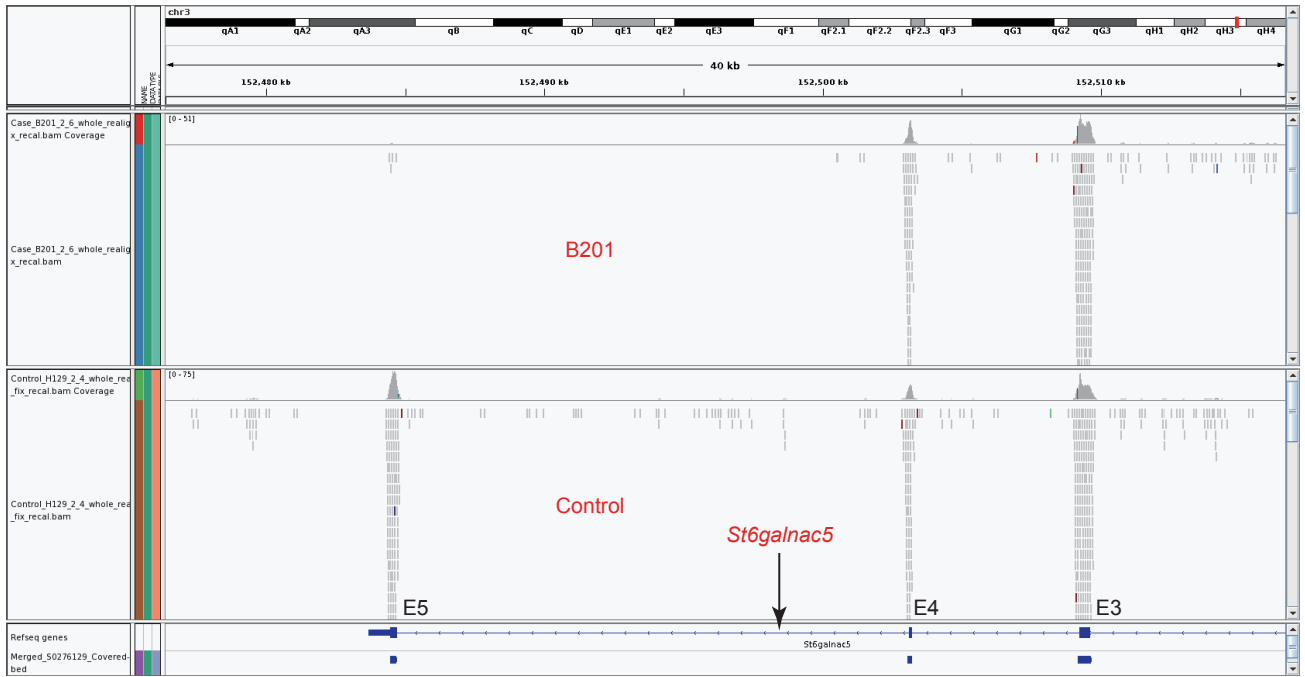 chr3
qA1 qA2 qA3 qB qC qD qE1 qE2 qE3 qF1 qF2.1 qF2.2 qF2.3 qF3 qG1 qG2 qG3 qH1 qH2 qH3 qH4
40 kb
152,480 kb 152,490 kb 152,500 kb 152,510 kb
NAME
DATA TYPE
Case_B201_2_6_whole_realig
x_recal.bam Coverage
[0 - 51]
Case_B201_2_6_whole_realig
x_recal.bam
B201
Control_H129_2_4_whole_rea
_fix_recal.bam Coverage
[0 - 75]
Control_H129_2_4_whole_rea
_fix_recal.bam
Control
St6galnac5
E5 E4 E3
Refseq genes
St6galnac5
Merged_S0276129_Covered-
bed